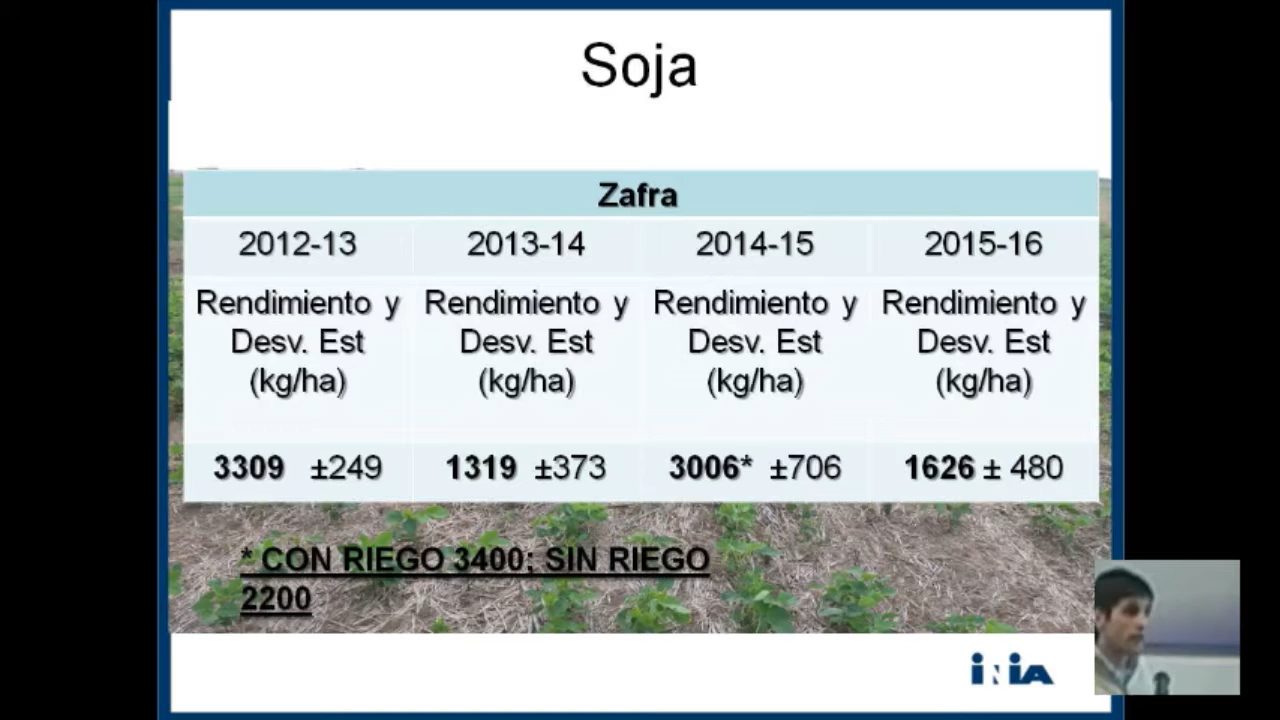 Soja
Zafra
2012-13 2013-14 2014-15 2015-16
Rendimiento y Rendimiento y Rendimiento y Rendimiento y
Desv. Est Desv. Est Desv. Est Desv. Est
(kg/ha) (kg/ha) (kg/ha) (kg/ha)
3309 ±249 1319 ±373 3006* ±706 1626 ± 480
* CON RIEGO 3400; SIN RIEGO
2200
iNiA